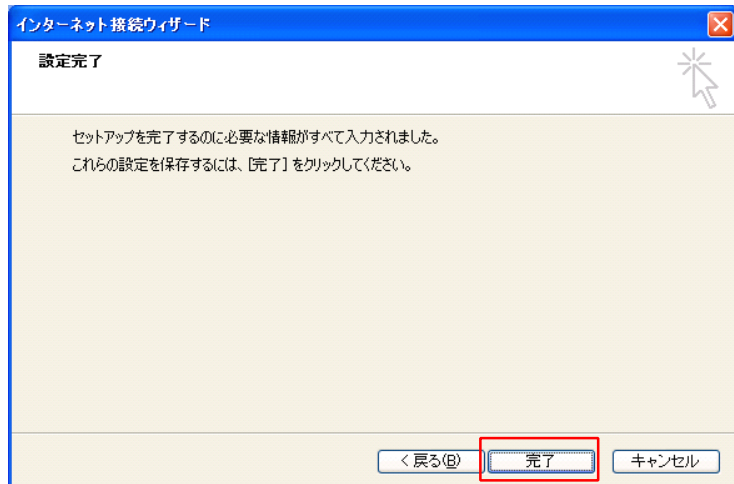 インターネット接続ウィザード
設定完了
セットアップを完了するのに必要な情報がすべて入力されました。
これらの設定を保存するには、[完了] をクリックしてください。
< 戻る(B)
完了
キャンセル